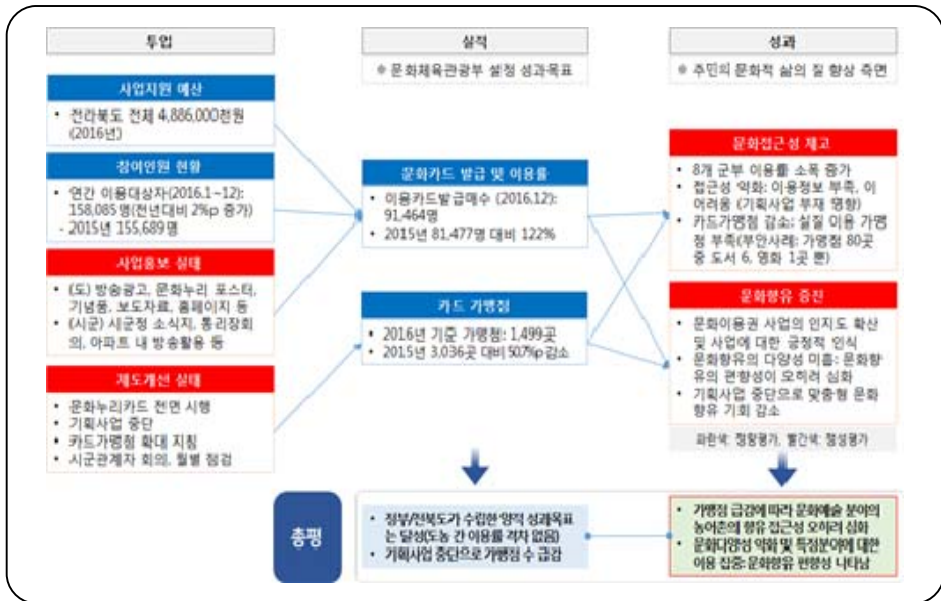 투입
사업지원 예산
• 전라북도 전체 4,886,000천원
(2016년)
참여인원 현황
• 연간 이용대상자(2016.1~12):
158,085명(전년대비 2%p 증가)
- 2015년 155,689명
사업홍보 실태
• (도) 방송광고, 문화누리 포스터,
기념품, 보도자료, 홈페이지 등
• (시군) 시군정 소식지, 통리장회
의, 아파트 내 방송활용 등
제도개선 실태
• 문화누리카드 전면 시행
• 기획사업 중단
• 카드가맹점 확대 지침
• 시군관계자 회의, 월별 점검
실적
※ 문화체육관광부 설정 성과목표
문화카드 발급 및 이용률
• 이용카드발급매수 (2016.12):
91,464명
• 2015년 81,477명 대비 122%
카드 가맹점
• 2016년 기준 가맹점: 1,499곳
• 2015년 3,036곳 대비 50.7%p 감소
성과
※ 주민의 문화적 삶의 질 향상 측면
문화접근성 제고
• 8개 군부 이용률 소폭 증가
• 접근성 악화: 이용정보 부족, 이
어려움 (기획사업 부재 영향)
• 카드가맹점 감소; 실질 이용 가맹
점 부족(부안사례: 가맹점 80곳
중 도서 6, 영화 1곳 뿐)
문화향유 증진
• 문화이용권 사업의 인지도 확산
및 사업에 대한 긍정적 인식
• 문화향유의 다양성 미흡: 문화향
유의 편향성이 오히려 심화
• 기획사업 중단으로 맞춤형 문화
향유 기회 감소
파란색: 정량평가, 빨간색: 정성평가
총평
• 정부/전북도가 수립한 양적 성과목표
는 달성(도농 간 이용률 격차 없음)
• 기획사업 중단으로 가맹점 수 급감
• 가맹점 급감에 따라 문화예술 분야의
농어촌의 향유 접근성 오히려 심화
• 문화다양성 악화 및 특정분야에 대한
이용 집중: 문화향유 편향성 나타남